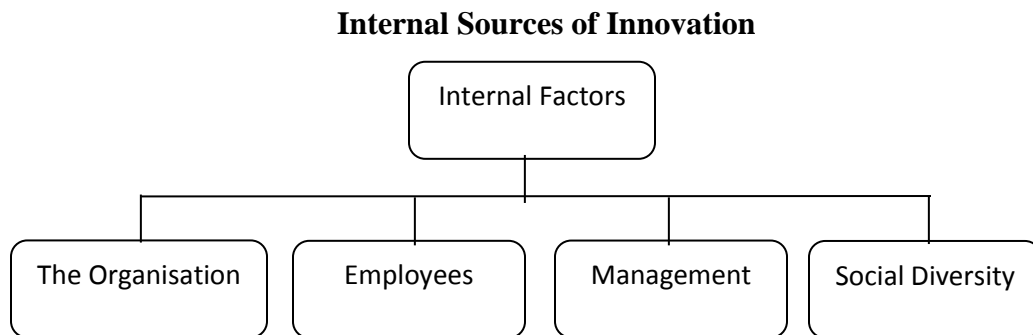 Internal Sources of Innovation
Internal Factors
The Organisation
Employees
Management
Social Diversity